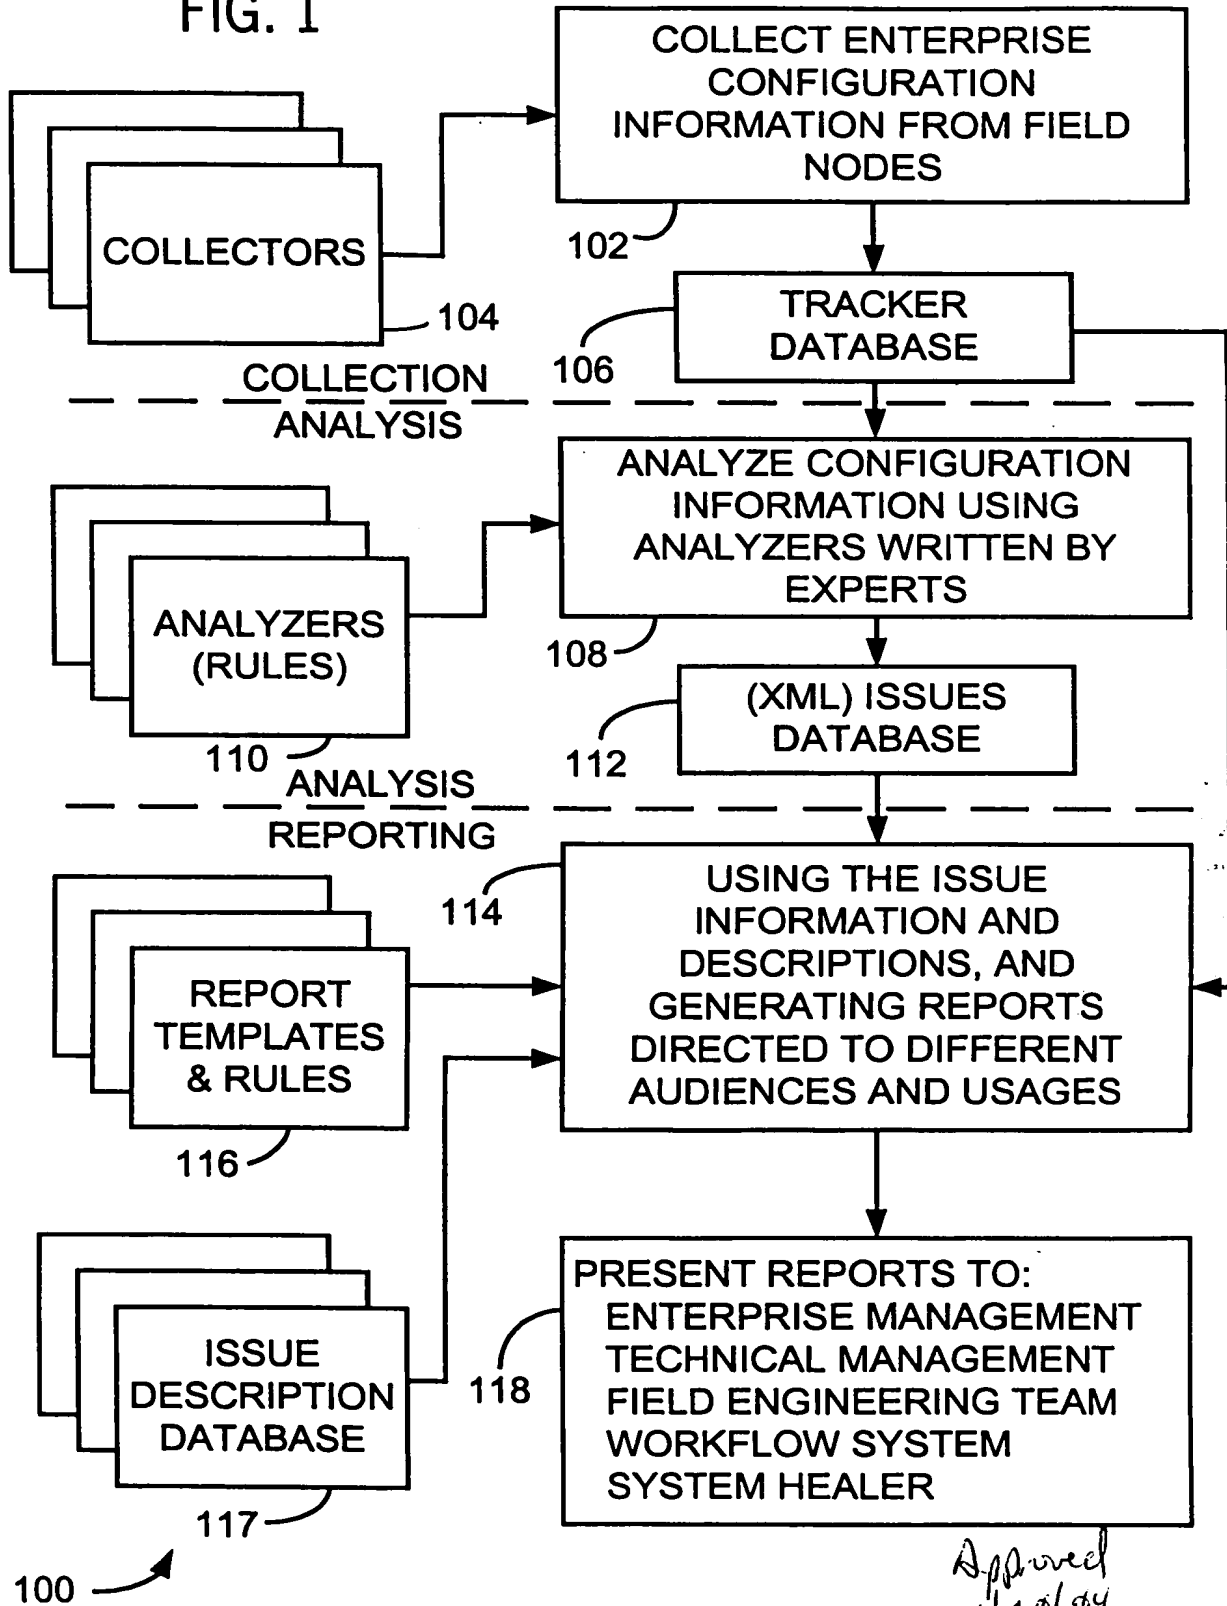 FIG. 1
COLLECT ENTERPRISE
CONFIGURATION
INFORMATION FROM FIELD
NODES
102
COLLECTORS
104
TRACKER
DATABASE
106
COLLECTION
ANALYSIS
ANALYZE CONFIGURATION
INFORMATION USING
ANALYZERS WRITTEN BY
EXPERTS
108
ANALYZERS
(RULES)
110
(XML) ISSUES
DATABASE
112
ANALYSIS
REPORTING
114
USING THE ISSUE
INFORMATION AND
DESCRIPTIONS, AND
GENERATING REPORTS
DIRECTED TO DIFFERENT
AUDIENCES AND USAGES
REPORT
TEMPLATES
& RULES
116
ISSUE
DESCRIPTION
DATABASE
117
PRESENT REPORTS TO:
ENTERPRISE MANAGEMENT
TECHNICAL MANAGEMENT
FIELD ENGINEERING TEAM
WORKFLOW SYSTEM
SYSTEM HEALER
118
100
Approved